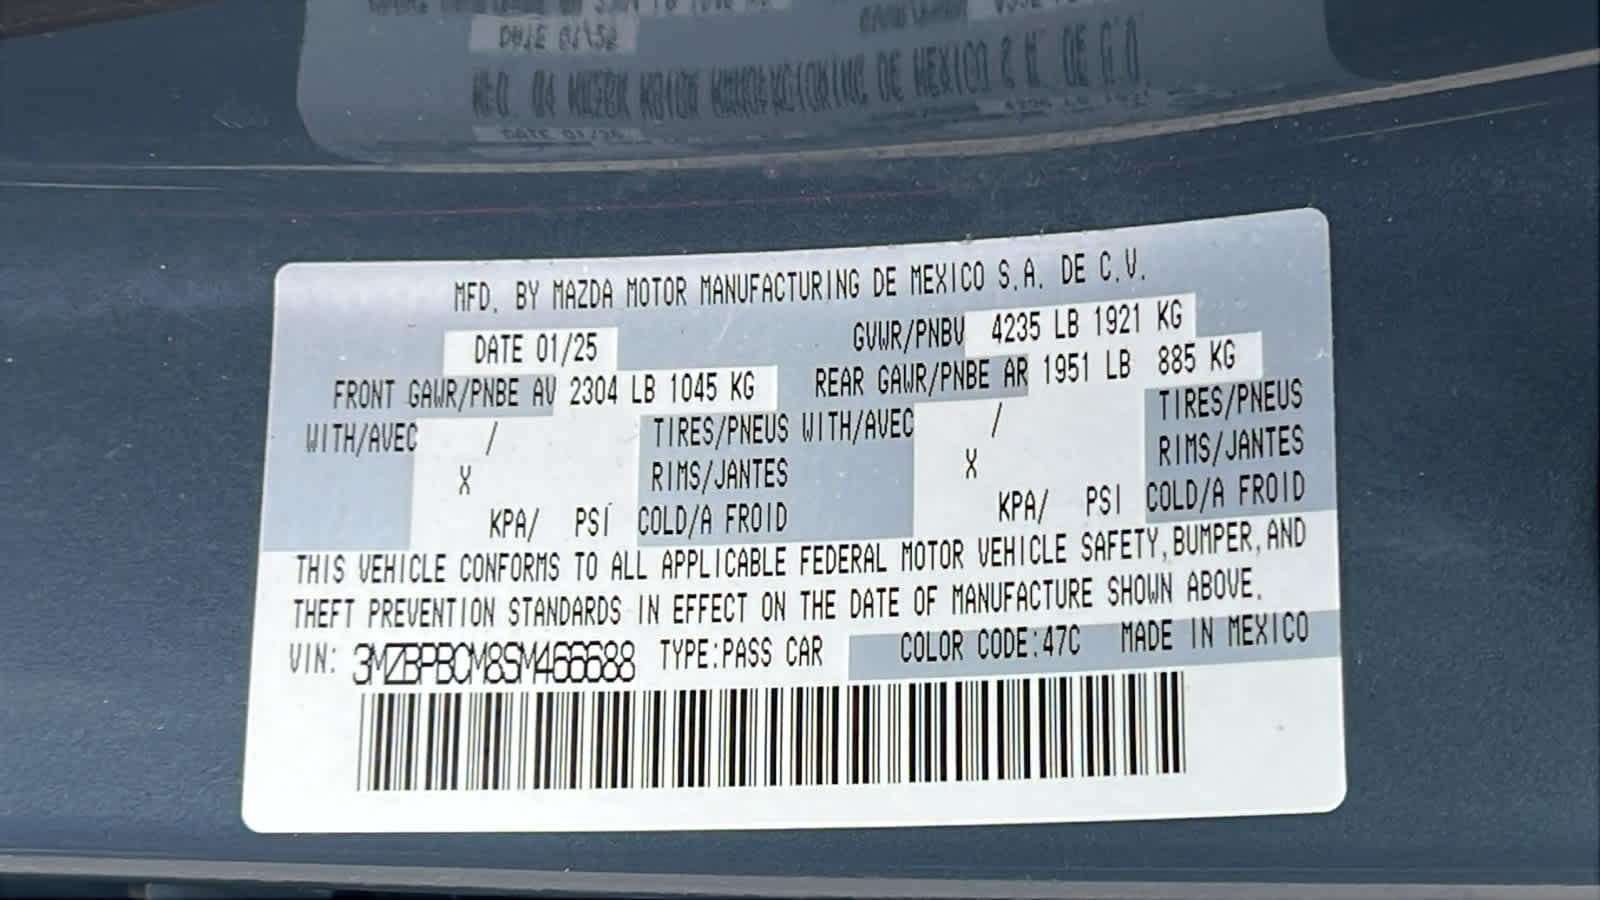 MFD. BY MAZDA MOTOR MANUFACTURING DE MEXICO S.A. DE C.V.
DATE 01/25 GVWR/PNBV 4235 LB 1921 KG
FRONT GAWR/PNBE AV 2304 LB 1045 KG REAR GAWR/PNBE AR 1951 LB 885 KG
WITH/AVEC / TIRES/PNEUS WITH/AVEC / TIRES/PNEUS
X RIMS/JANTES X RIMS/JANTES
KPA/ PSI COLD/A FROID KPA/ PSI COLD/A FROID
THIS VEHICLE CONFORMS TO ALL APPLICABLE FEDERAL MOTOR VEHICLE SAFETY, BUMPER, AND
THEFT PREVENTION STANDARDS IN EFFECT ON THE DATE OF MANUFACTURE SHOWN ABOVE.
VIN: 3MZBPBCM8SM466688 TYPE:PASS CAR COLOR CODE:47C MADE IN MEXICO